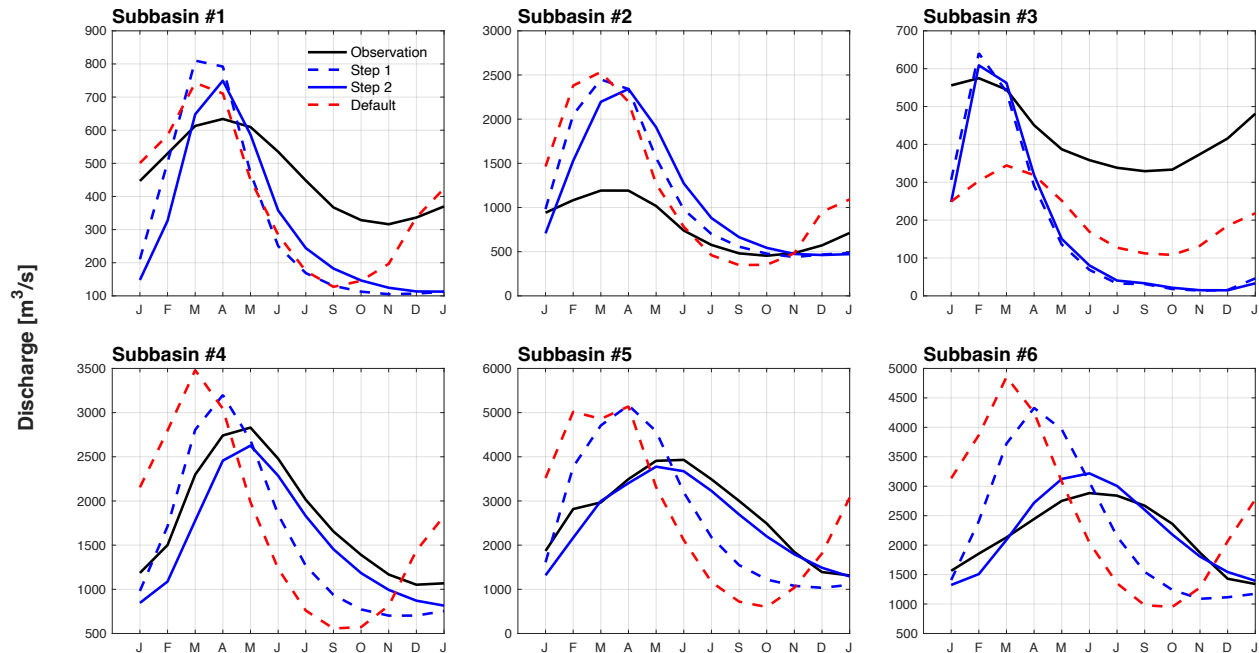 Discharge [m³/s]
Subbasin #1
900
800
700
600
500
400
300
200
100
J F M A M J J A S O N D J
Observation
Step 1
Step 2
Default
Subbasin #2
3000
2500
2000
1500
1000
500
0
J F M A M J J A S O N D J
Subbasin #3
700
600
500
400
300
200
100
0
J F M A M J J A S O N D J
Subbasin #4
3500
3000
2500
2000
1500
1000
500
J F M A M J J A S O N D J
Subbasin #5
6000
5000
4000
3000
2000
1000
0
J F M A M J J A S O N D J
Subbasin #6
5000
4500
4000
3500
3000
2500
2000
1500
1000
500
J F M A M J J A S O N D J